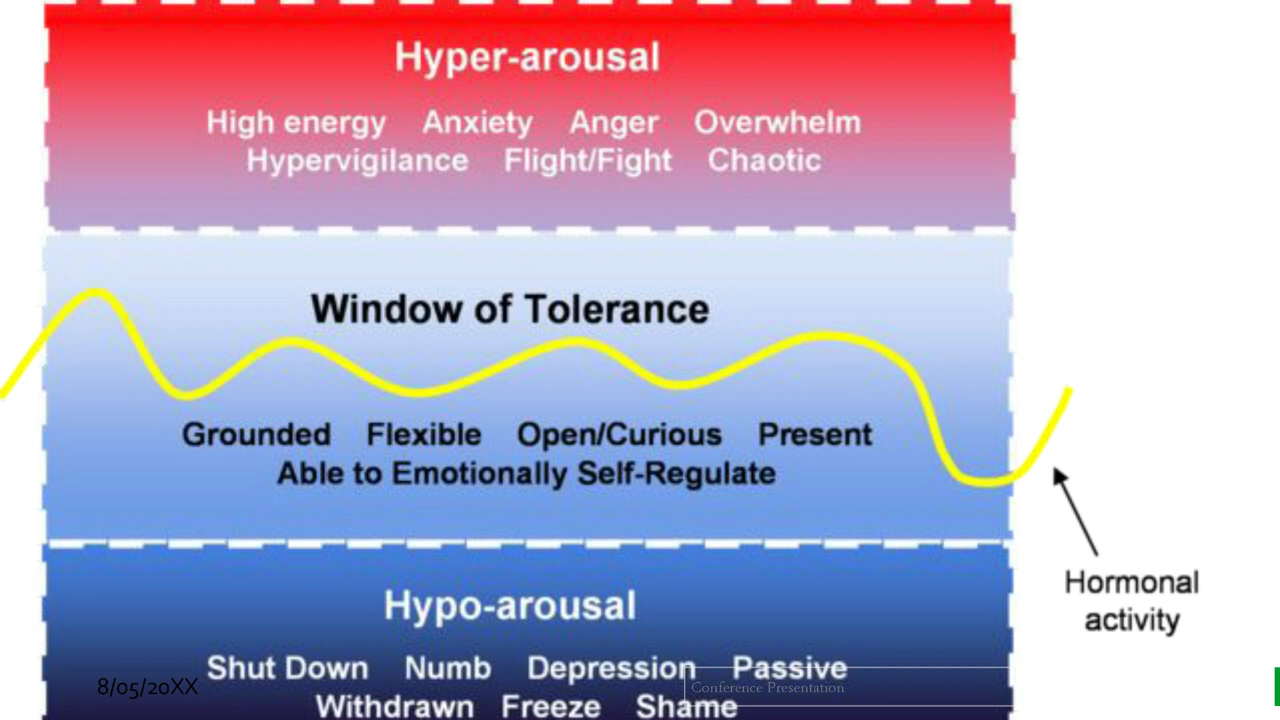 Hyper-arousal
High energy Anxiety Anger Overwhelm
Hypervigilance Flight/Fight Chaotic
Window of Tolerance
Grounded Flexible Open/Curious Present
Able to Emotionally Self-Regulate
Hormonal
activity
Hypo-arousal
Shut Down Numb Depression Passive
Withdrawn Freeze Shame
8/05/20XX
Conference Presentation